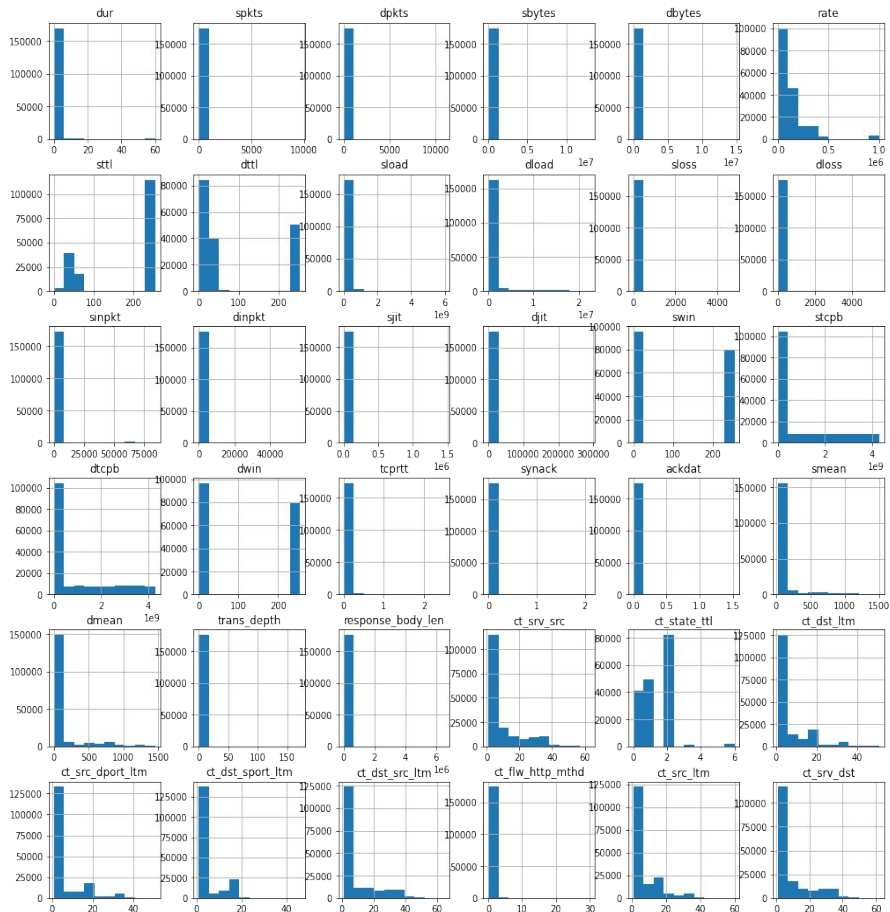 dur spkts dpkts sbytes dbytes rate
150000 150000 150000 150000 150000 100000
100000 100000 100000 100000 100000 80000
60000
50000 50000 50000 50000 50000 40000
20000
0 0 0 0 0 0
0 20 40 60 0 5000 10000 0 5000 10000 0.0 0.5 1.0 0.0 0.5 1.0 1.5 0.0 0.5 1.0
1e7 1e7 1e6
sttl dttl sload dload sloss dloss
100000 80000 150000 150000 150000 150000
75000 60000 100000 100000 100000 100000
50000 40000
25000 20000 50000 50000 50000 50000
0 0 0 0 0 0
0 100 200 0 100 200 0 2 4 6 0 1 2 0 2000 4000 0 2000 4000
1e9 1e7
sinpkt dinpkt sjit djit swin stcpb
150000 150000 150000 150000 100000 100000
80000 80000
100000 100000 100000 100000 60000 60000
50000 50000 50000 50000 40000 40000
20000 20000
0 0 0 0 0 0
0 25000 50000 75000 0 20000 40000 0.0 0.5 1.0 1.5 0 100000 200000 300000 0 100 200 0 2 4
1e6 1e9
dtcpb dwin tcprtt synack ackdat smean
100000 100000 150000 150000 150000 150000
80000 80000
60000 60000 100000 100000 100000 100000
40000 40000 50000 50000 50000 50000
20000 20000
0 0 0 0 0 0
0 2 4 0 100 200 0 1 2 0 1 2 0.0 0.5 1.0 1.5 0 500 1000 1500
1e9
dmean trans_depth response_body_len ct_srv_src ct_state_ttl ct_dst_ltm
150000 150000 150000 100000 80000 125000
100000 100000 100000 75000 60000 100000
75000
50000 50000 50000 50000 40000 50000
25000 20000 25000
0 0 0 0 0 0
0 500 1000 1500 0 50 100 150 0 2 4 6 0 20 40 60 0 2 4 6 0 20 40
1e6
ct_src_dport_ltm ct_dst_sport_ltm ct_dst_src_ltm ct_flw_http_mthd ct_src_ltm ct_srv_dst
125000 125000 125000 150000 125000
100000 100000 100000 100000 100000 100000
75000 75000 75000 75000 75000
50000 50000 50000 50000 50000 50000
25000 25000 25000 25000 25000
0 0 0 0 0 0
0 20 40 0 20 40 0 20 40 60 0 10 20 30 0 20 40 60 0 20 40 60